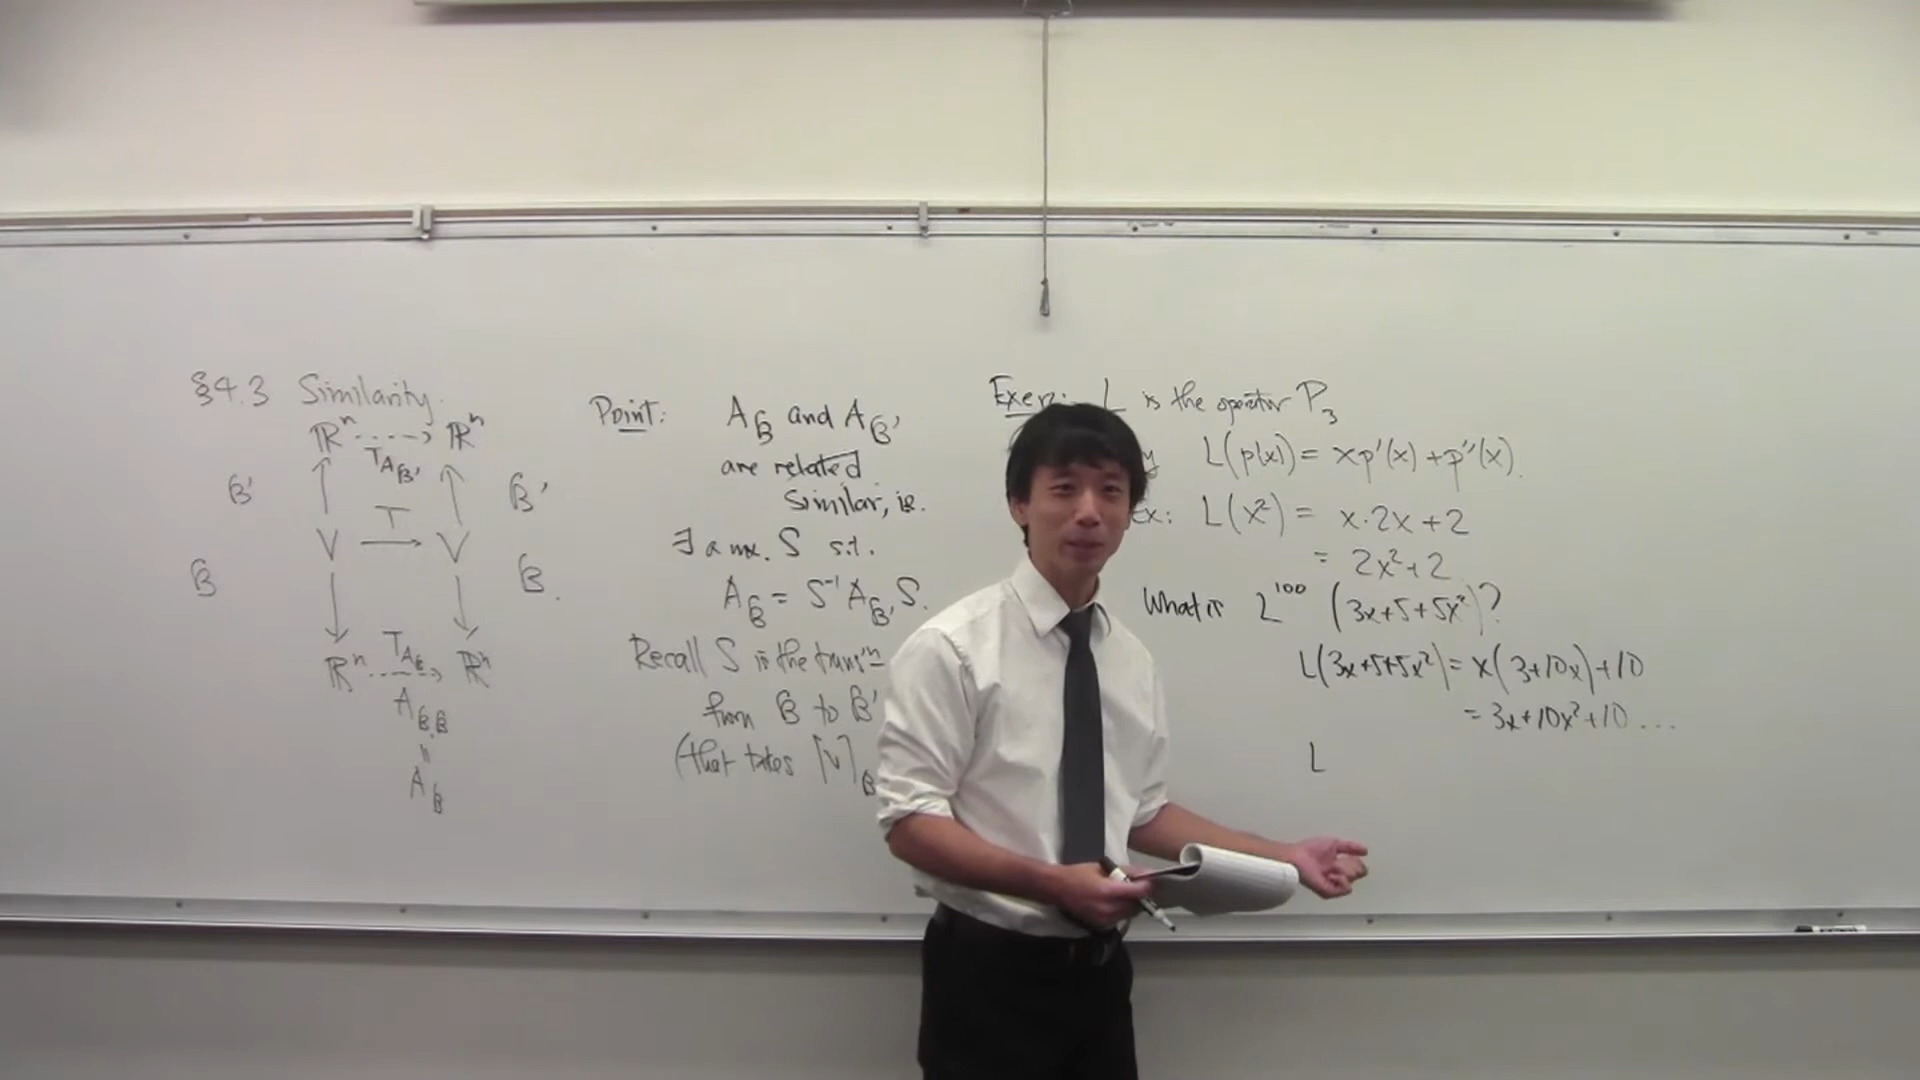 §4.3 Similarity.
ℝⁿ ----> ℝⁿ
T_{A_{B'}}
B' B'
T
V → V
B B.
T_{A_B}
ℝⁿ ----> ℝⁿ
A_{B,B}
=
A_B
Point: A_B and A_{B'}
are related
similar, ie.
∃ a mx. S s.t.
A_B = S⁻¹A_{B'}S.
Recall S is the transⁿ
from B to B'
(that takes [v]_B
Exer: L is the operator P₃
L(p(x)) = xp'(x)+p''(x).
Ex: L(x²) = x·2x+2
= 2x²+2
What is L¹⁰⁰ (3x+5+5x²)?
L(3x+5+5x²) = x(3+10x)+10
= 3x+10x²+10 ...
L